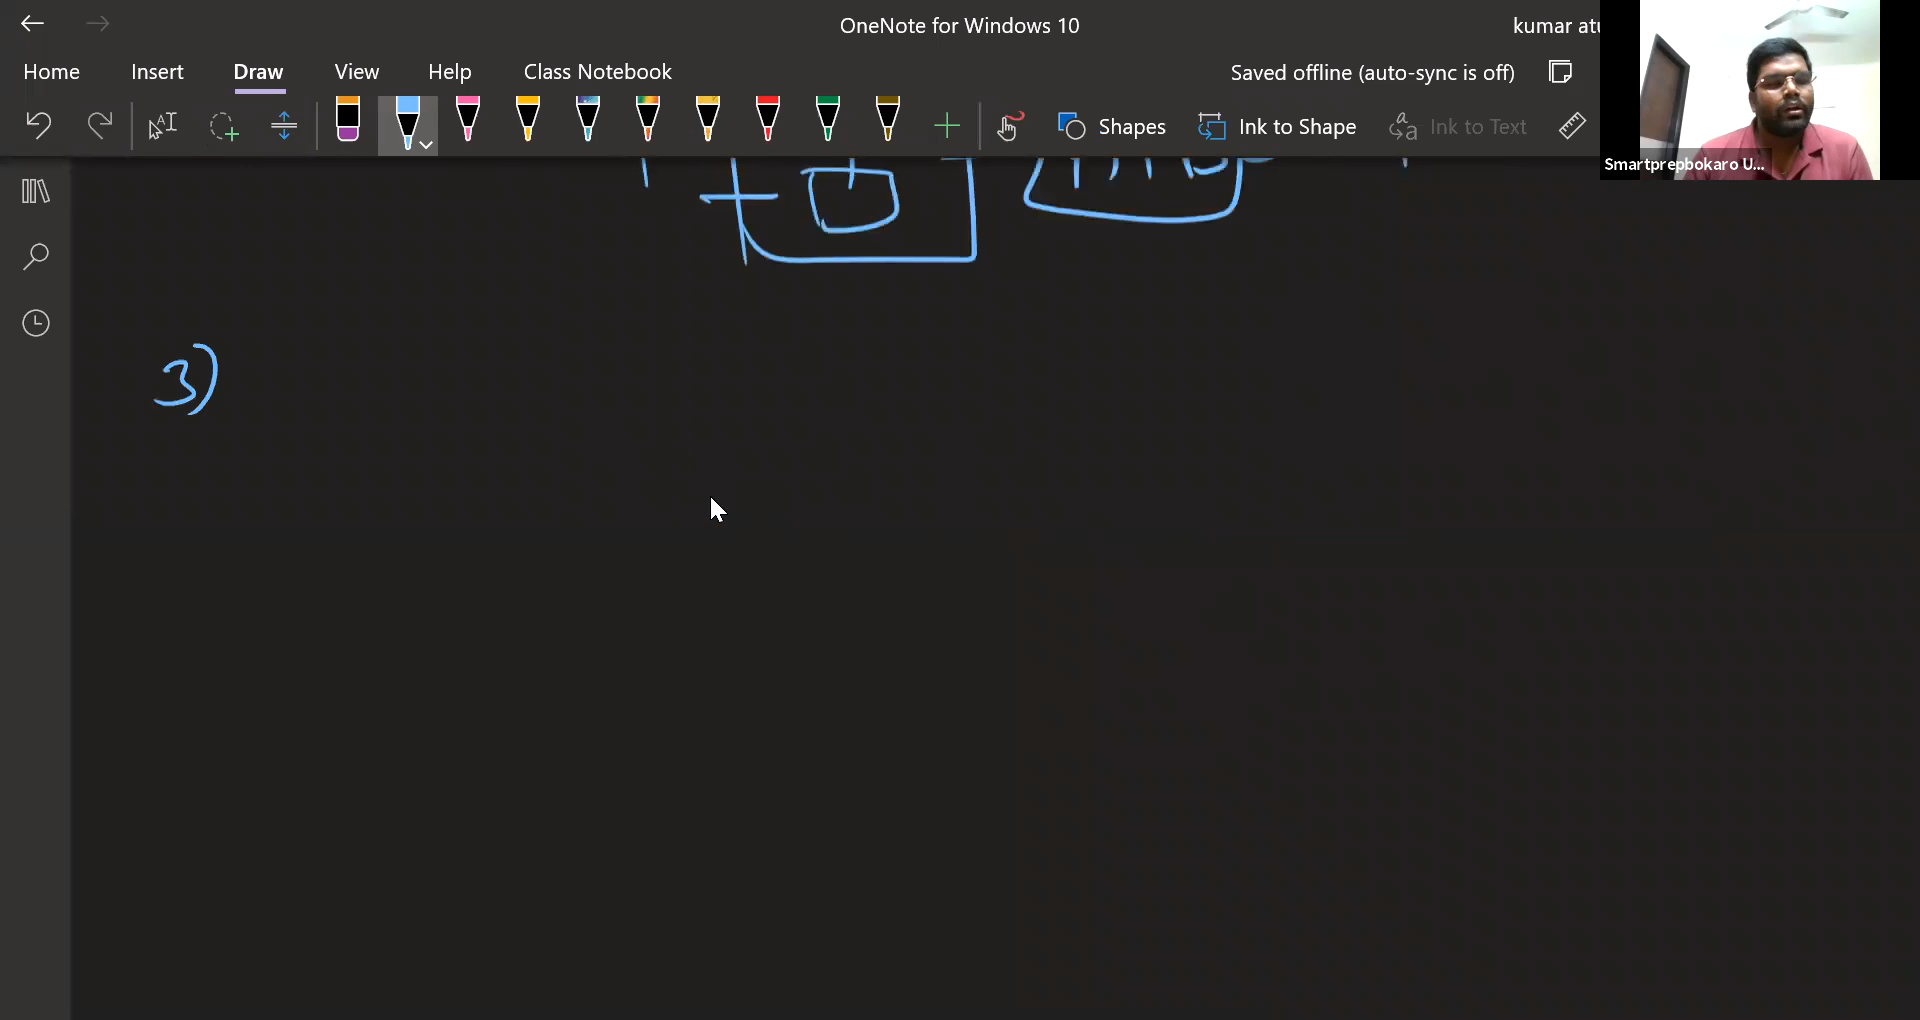 OneNote for Windows 10
kumar
Home Insert Draw View Help Class Notebook Saved offline (auto-sync is off)
Shapes Ink to Shape Ink to Text
Smartprepbokaro U...
3)